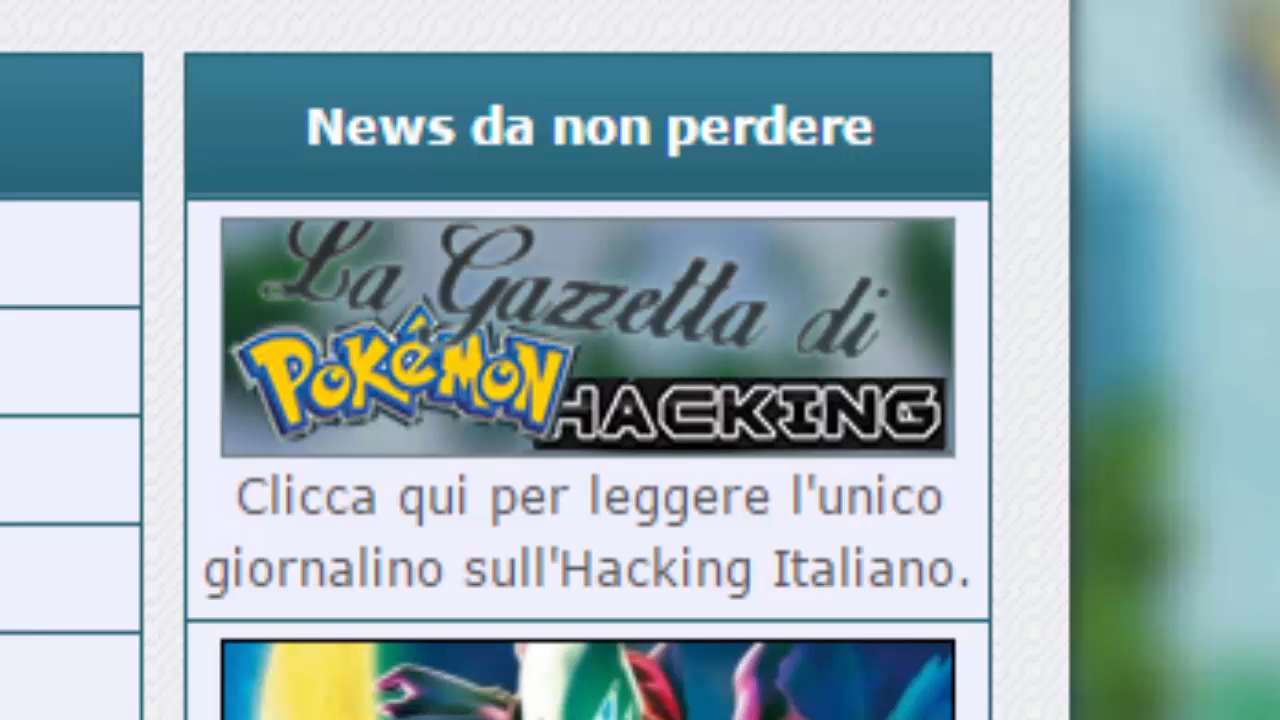 News da non perdere
La Gazzetta di
POKéMON HACKING
Clicca qui per leggere l'unico
giornalino sull'Hacking Italiano.